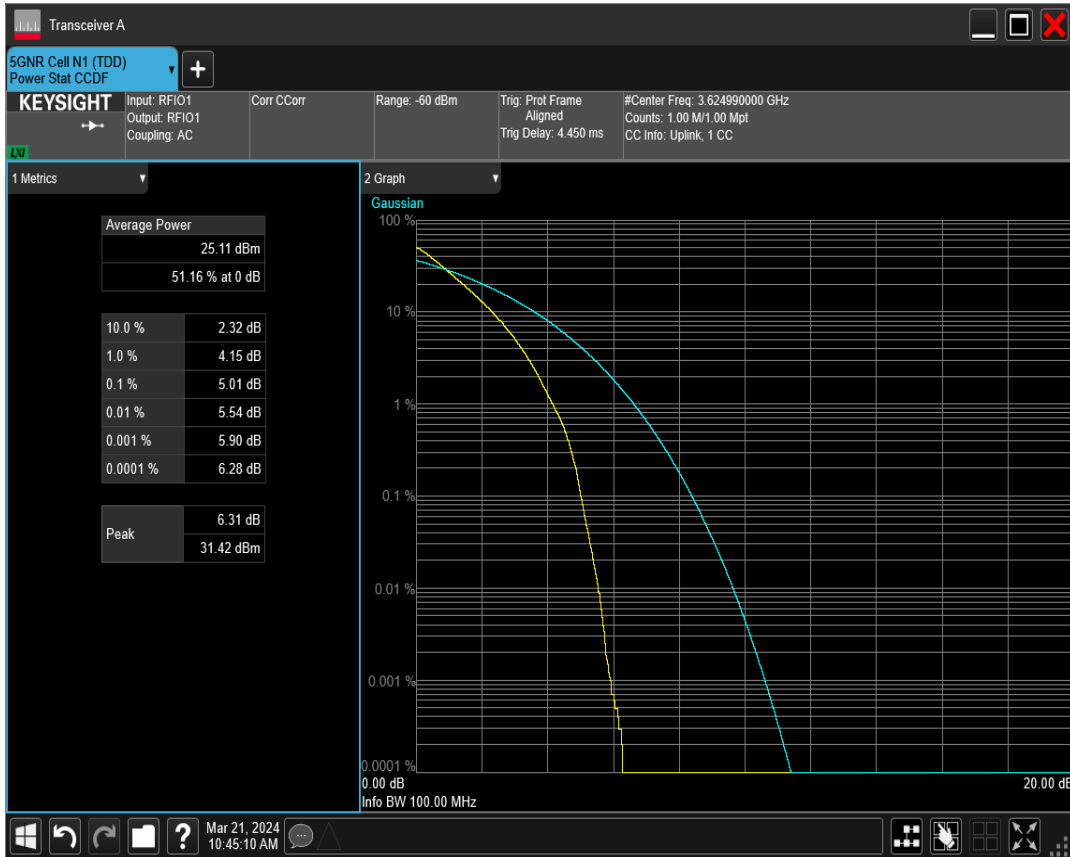 Transceiver A
5GNR Cell N1 (TDD)
Power Stat CCDF
+
KEYSIGHT
LXI
Input: RFIO1
Output: RFIO1
Coupling: AC
Corr CCorr
Range: -60 dBm
Trig: Prot Frame
Aligned
Trig Delay: 4.450 ms
#Center Freq: 3.624990000 GHz
Counts: 1.00 M/1.00 Mpt
CC Info: Uplink, 1 CC
1 Metrics
Average Power
25.11 dBm
51.16 % at 0 dB
10.0 % 2.32 dB
1.0 % 4.15 dB
0.1 % 5.01 dB
0.01 % 5.54 dB
0.001 % 5.90 dB
0.0001 % 6.28 dB
Peak 6.31 dB
31.42 dBm
2 Graph
Gaussian
100 %
10 %
1 %
0.1 %
0.01 %
0.001 %
0.0001 %
0.00 dB 20.00 dB
Info BW 100.00 MHz
?
Mar 21, 2024
10:45:10 AM